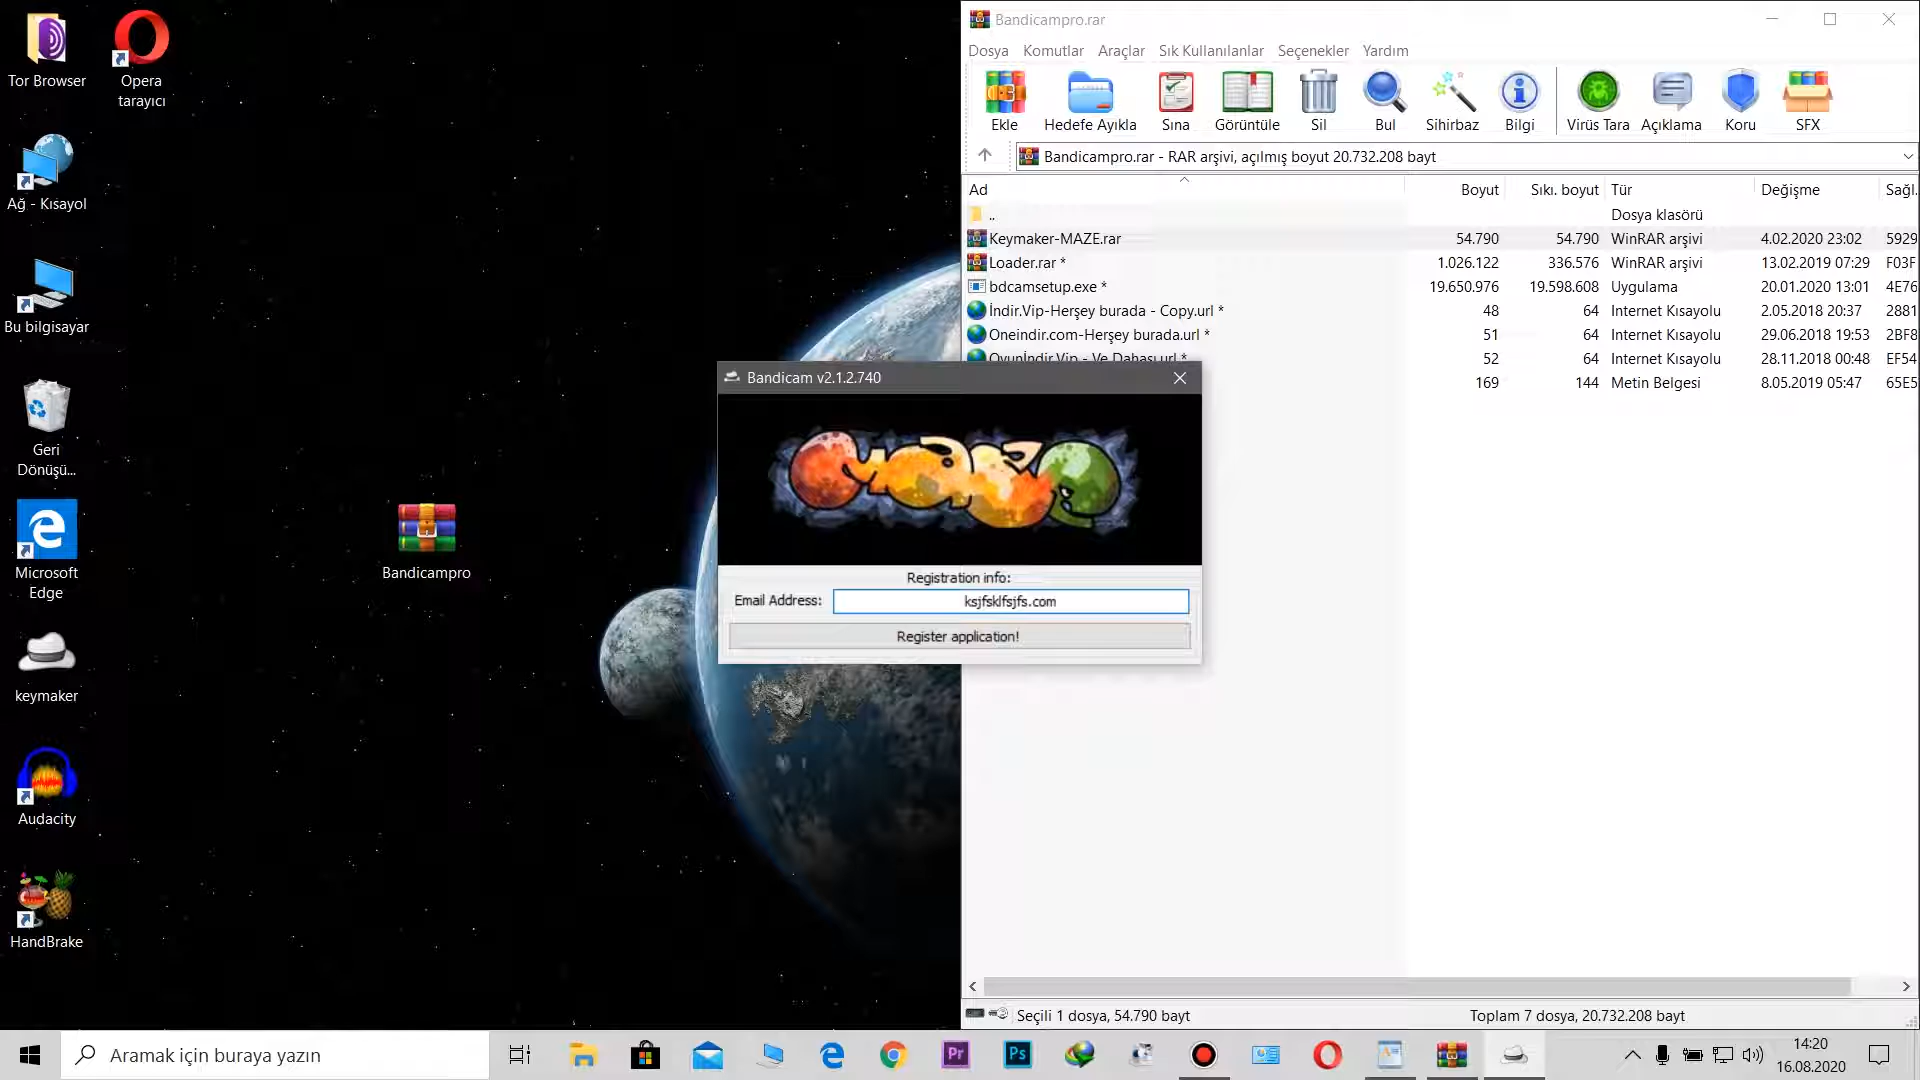 Tor Browser
Opera
tarayıcı
Ağ - Kısayol
Bu bilgisayar
Geri
Dönüşü...
Microsoft
Edge
keymaker
Audacity
HandBrake
Bandicampro
Bandicampro.rar
Dosya Komutlar Araçlar Sık Kullanılanlar Seçenekler Yardım
Ekle Hedefe Ayıkla Sına Görüntüle Sil Bul Sihirbaz Bilgi Virüs Tara Açıklama Koru SFX
Bandicampro.rar - RAR arşivi, açılmış boyut 20.732.208 bayt
Ad Boyut Sıkı. boyut Tür Değişme Sağl.
.. Dosya klasörü
Keymaker-MAZE.rar 54.790 54.790 WinRAR arşivi 4.02.2020 23:02 5929
Loader.rar * 1.026.122 336.576 WinRAR arşivi 13.02.2019 07:29 F03F
bdcamsetup.exe * 19.650.976 19.598.608 Uygulama 20.01.2020 13:01 4E76
İndir.Vip-Herşey burada - Copy.url * 48 64 Internet Kısayolu 2.05.2018 20:37 2881
Oneindir.com-Herşey burada.url * 51 64 Internet Kısayolu 29.06.2018 19:53 2BF8
Oyunİndir.Vip - Ve Dahası.url * 52 64 Internet Kısayolu 28.11.2018 00:48 EF54
169 144 Metin Belgesi 8.05.2019 05:47 65E5
Bandicam v2.1.2.740
maze
Registration info:
Email Address: ksjfsklfsjfs.com
Register application!
Seçili 1 dosya, 54.790 bayt Toplam 7 dosya, 20.732.208 bayt
Aramak için buraya yazın
Pr Ps
14:20
16.08.2020